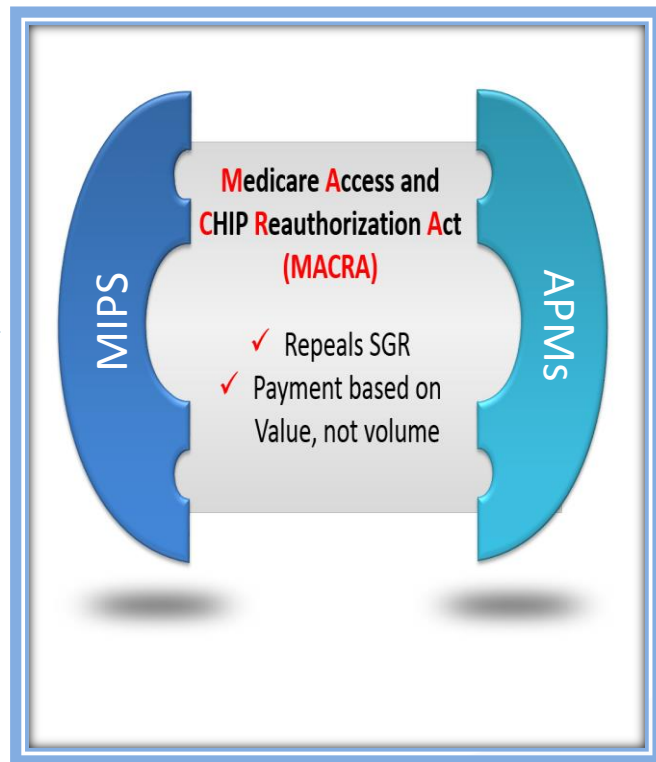 MIPS
Medicare Access and
CHIP Reauthorization Act
(MACRA)
✓ Repeals SGR
✓ Payment based on
Value, not volume
APMs